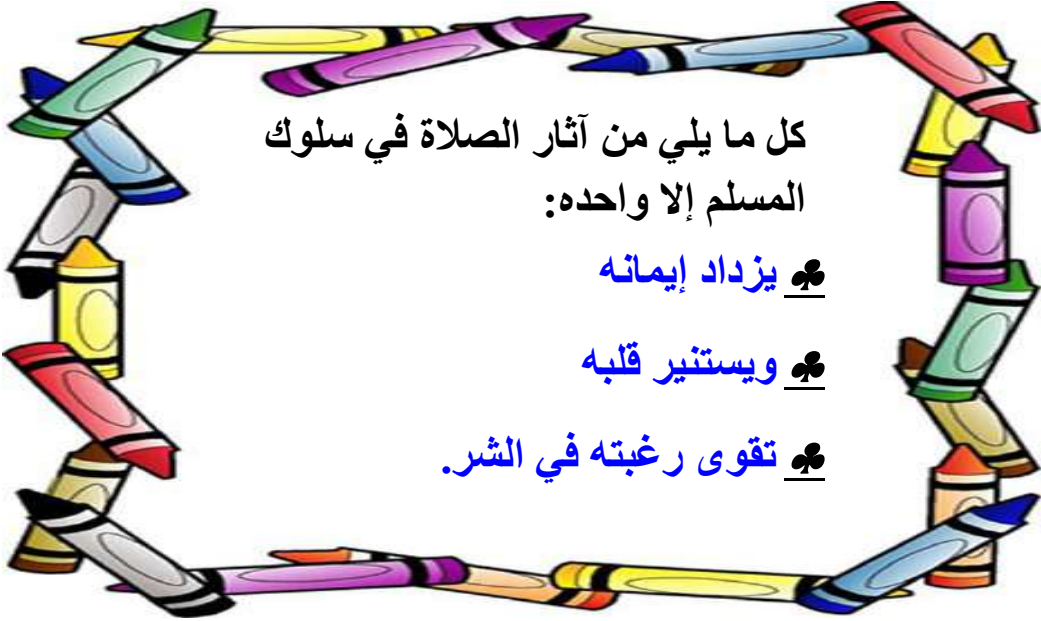 كل ما يلي من آثار الصلاة في سلوك
المسلم إلا واحده:
♣ يزداد إيمانه
♣ ويستنير قلبه
♣ تقوى رغبته في الشر.